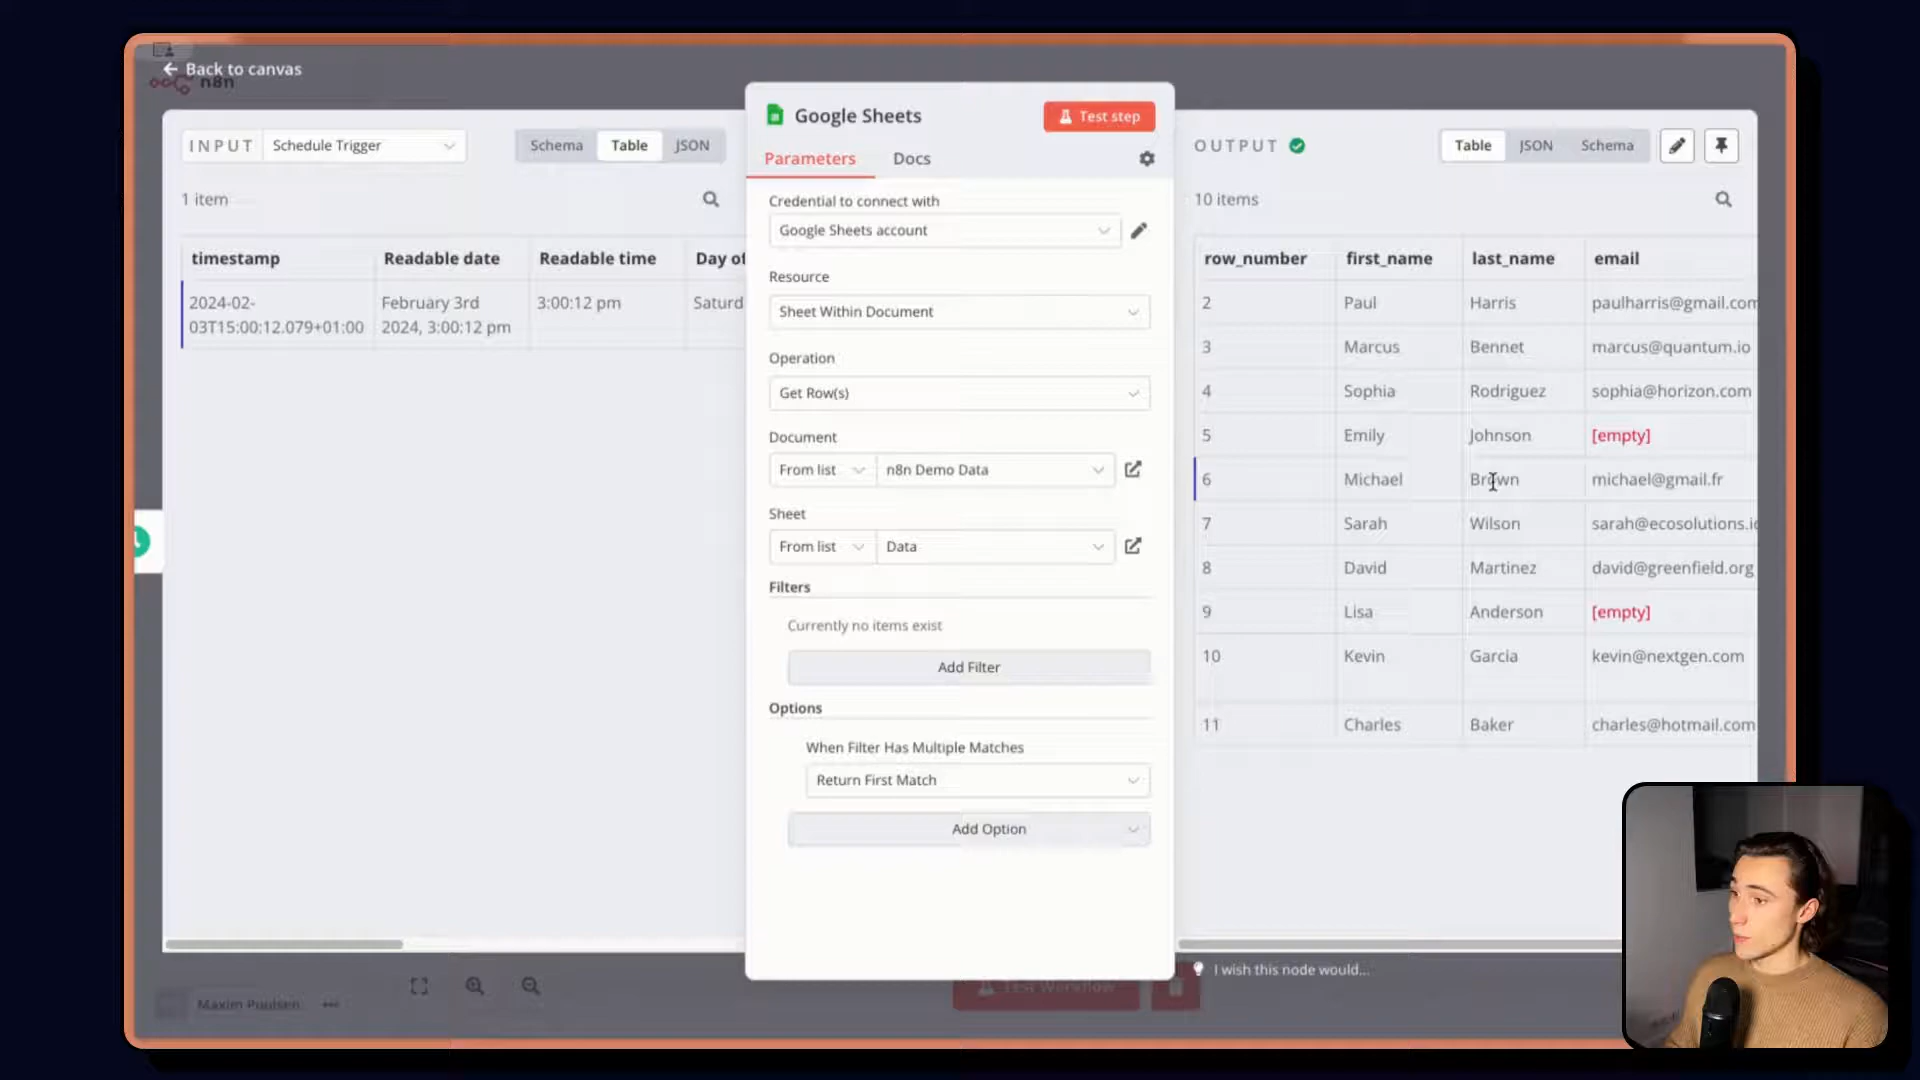 Back to canvas
n8n
INPUT
Schedule Trigger
Schema
Table
JSON
1 item
timestamp
Readable date
Readable time
Day of
2024-02-
03T15:00:12.079+01:00
February 3rd
2024, 3:00:12 pm
3:00:12 pm
Saturd
Google Sheets
Test step
Parameters
Docs
Credential to connect with
Google Sheets account
Resource
Sheet Within Document
Operation
Get Row(s)
Document
From list
n8n Demo Data
Sheet
From list
Data
Filters
Currently no items exist
Add Filter
Options
When Filter Has Multiple Matches
Return First Match
Add Option
OUTPUT
Table
JSON
Schema
10 items
row_number first_name last_name email
2 Paul Harris paulharris@gmail.com
3 Marcus Bennet marcus@quantum.io
4 Sophia Rodriguez sophia@horizon.com
5 Emily Johnson [empty]
6 Michael Brown michael@gmail.fr
7 Sarah Wilson sarah@ecosolutions.io
8 David Martinez david@greenfield.org
9 Lisa Anderson [empty]
10 Kevin Garcia kevin@nextgen.com
11 Charles Baker charles@hotmail.com
I wish this node would...
Maxim Poulsen
Test Workflow